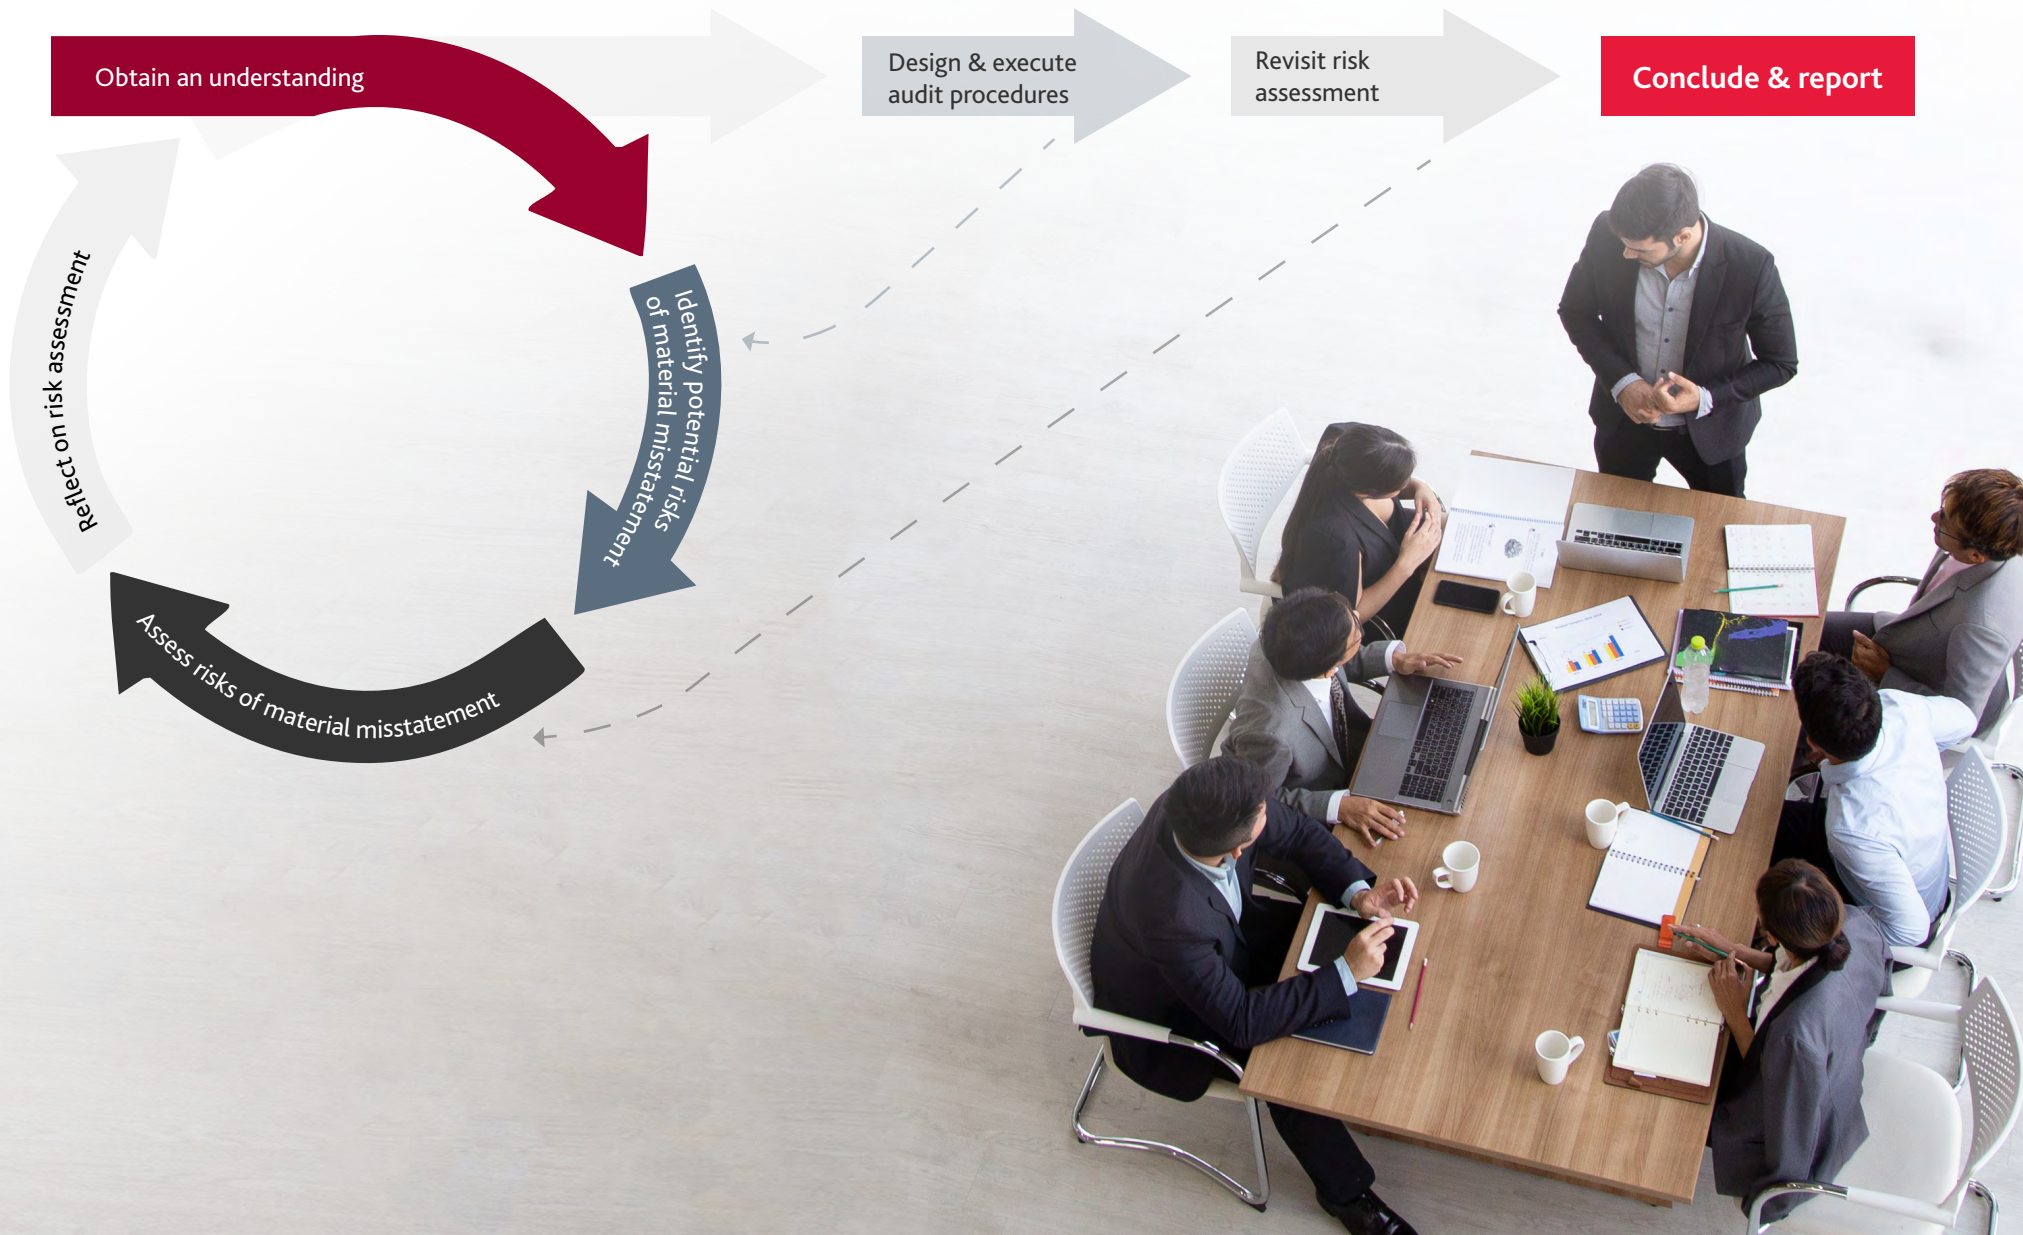 Obtain an understanding
Design & execute
audit procedures
Revisit risk
assessment
Conclude & report
Identify potential risks
of material misstatement
Assess risks of material misstatement
Reflect on risk assessment